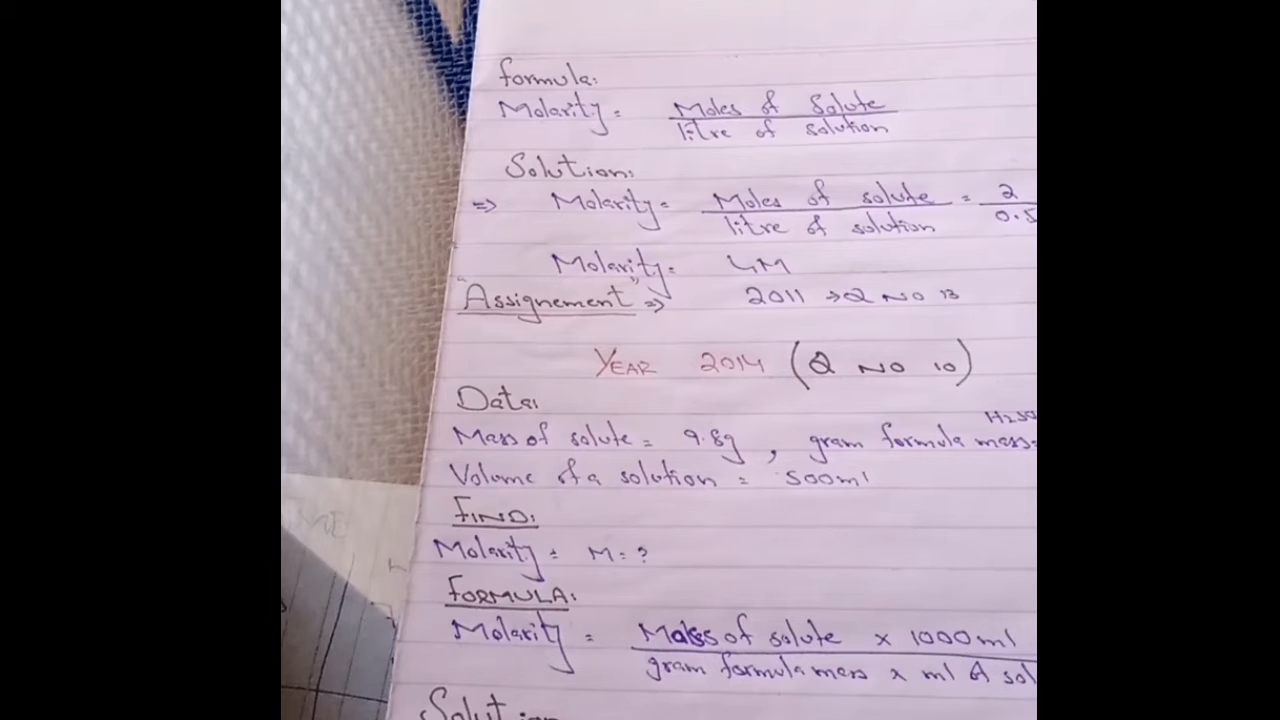 formula:
Molarity = Moles of Solute
litre of solution
Solution:
⇒ Molarity = Moles of solute = 2
litre of solution 0.5
Molarity = 4M
"Assignement" ⇒ 2011 → Q NO 13
YEAR 2014 (Q NO 10)
Data:
H2SO
Mass of solute = 9.8g , gram formula mass =
Volume of a solution = 500ml
FIND:
Molarity = M = ?
FORMULA:
Molarity = Mass of solute x 1000ml
gram formula mass x ml of sol
Solution